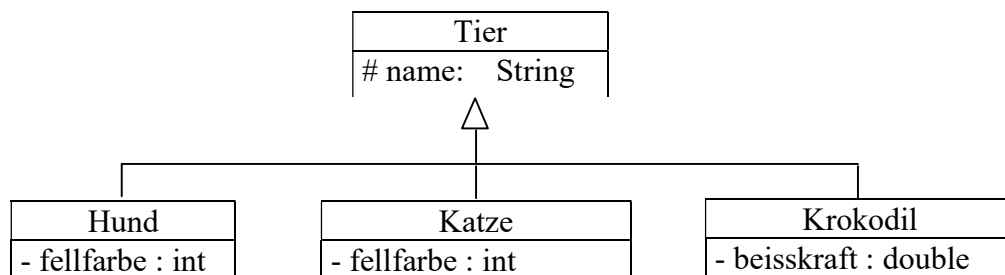 Tier
# name: String
Hund
- fellfarbe : int
Katze
- fellfarbe : int
Krokodil
- beisskraft : double